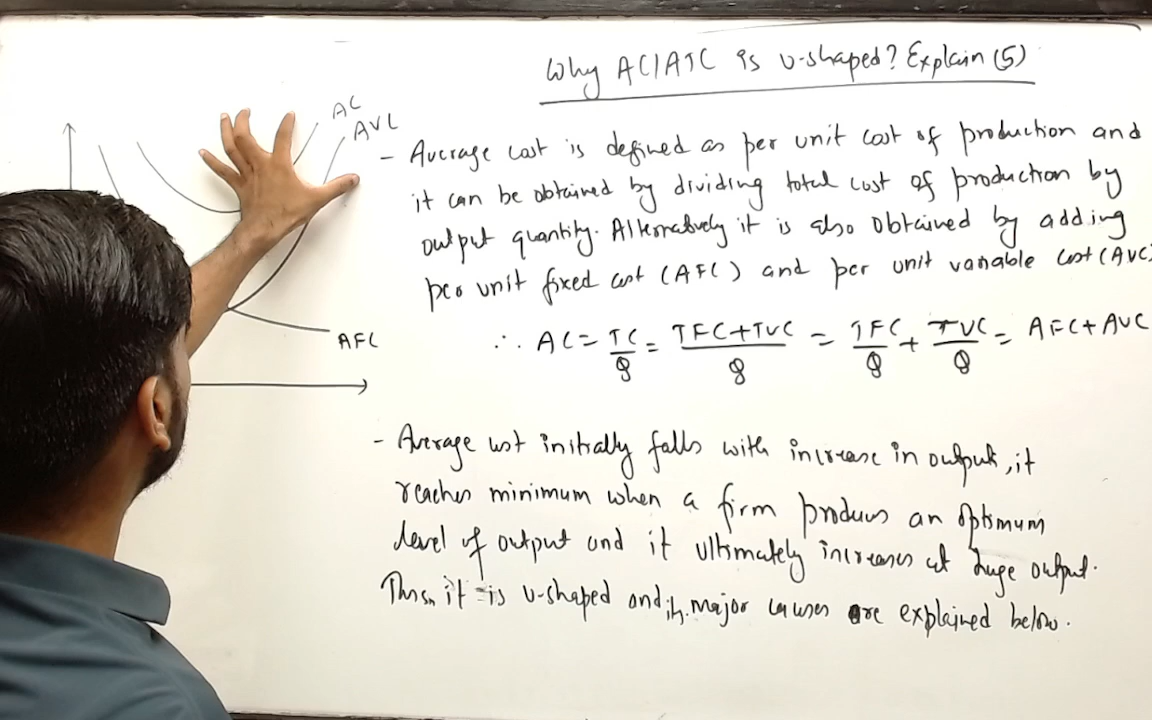 Why AC/ATC is u-shaped? Explain (5)
AC
AVC
AFC
- Average cost is defined as per unit cost of production and
it can be obtained by dividing total cost of production by
output quantity. Alternatively it is also obtained by adding
per unit fixed cost (AFC) and per unit variable cost (AVC)
∴ AC = TC/Q = TFC+TVC/Q = TFC/Q + TVC/Q = AFC + AVC
- Average cost initially falls with increase in output, it
reaches minimum when a firm produces an optimum
level of output and it ultimately increases at huge output.
Thus, it is u-shaped and its major causes are explained below.